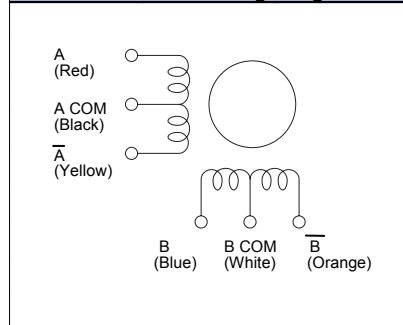 A
(Red)
A COM
(Black)
A̅
(Yellow)
B B COM B̅
(Blue) (White) (Orange)